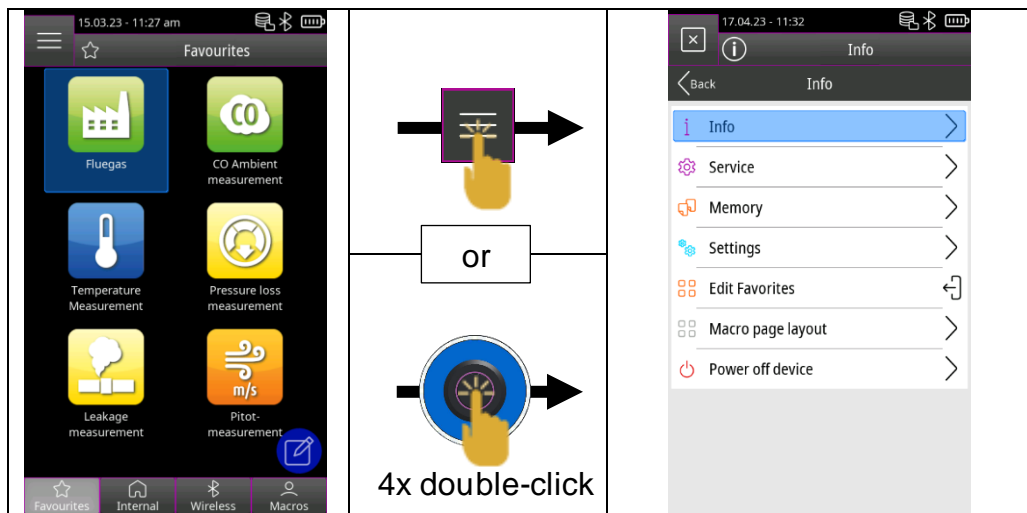 15.03.23 - 11:27 am
Favourites
Fluegas
CO
CO Ambient
measurement
Temperature
Measurement
Pressure loss
measurement
Leakage
measurement
m/s
Pitot-
measurement
Favourites
Internal
Wireless
Macros
or
4x double-click
17.04.23 - 11:32
Info
Back
Info
Info
Service
Memory
Settings
Edit Favorites
Macro page layout
Power off device